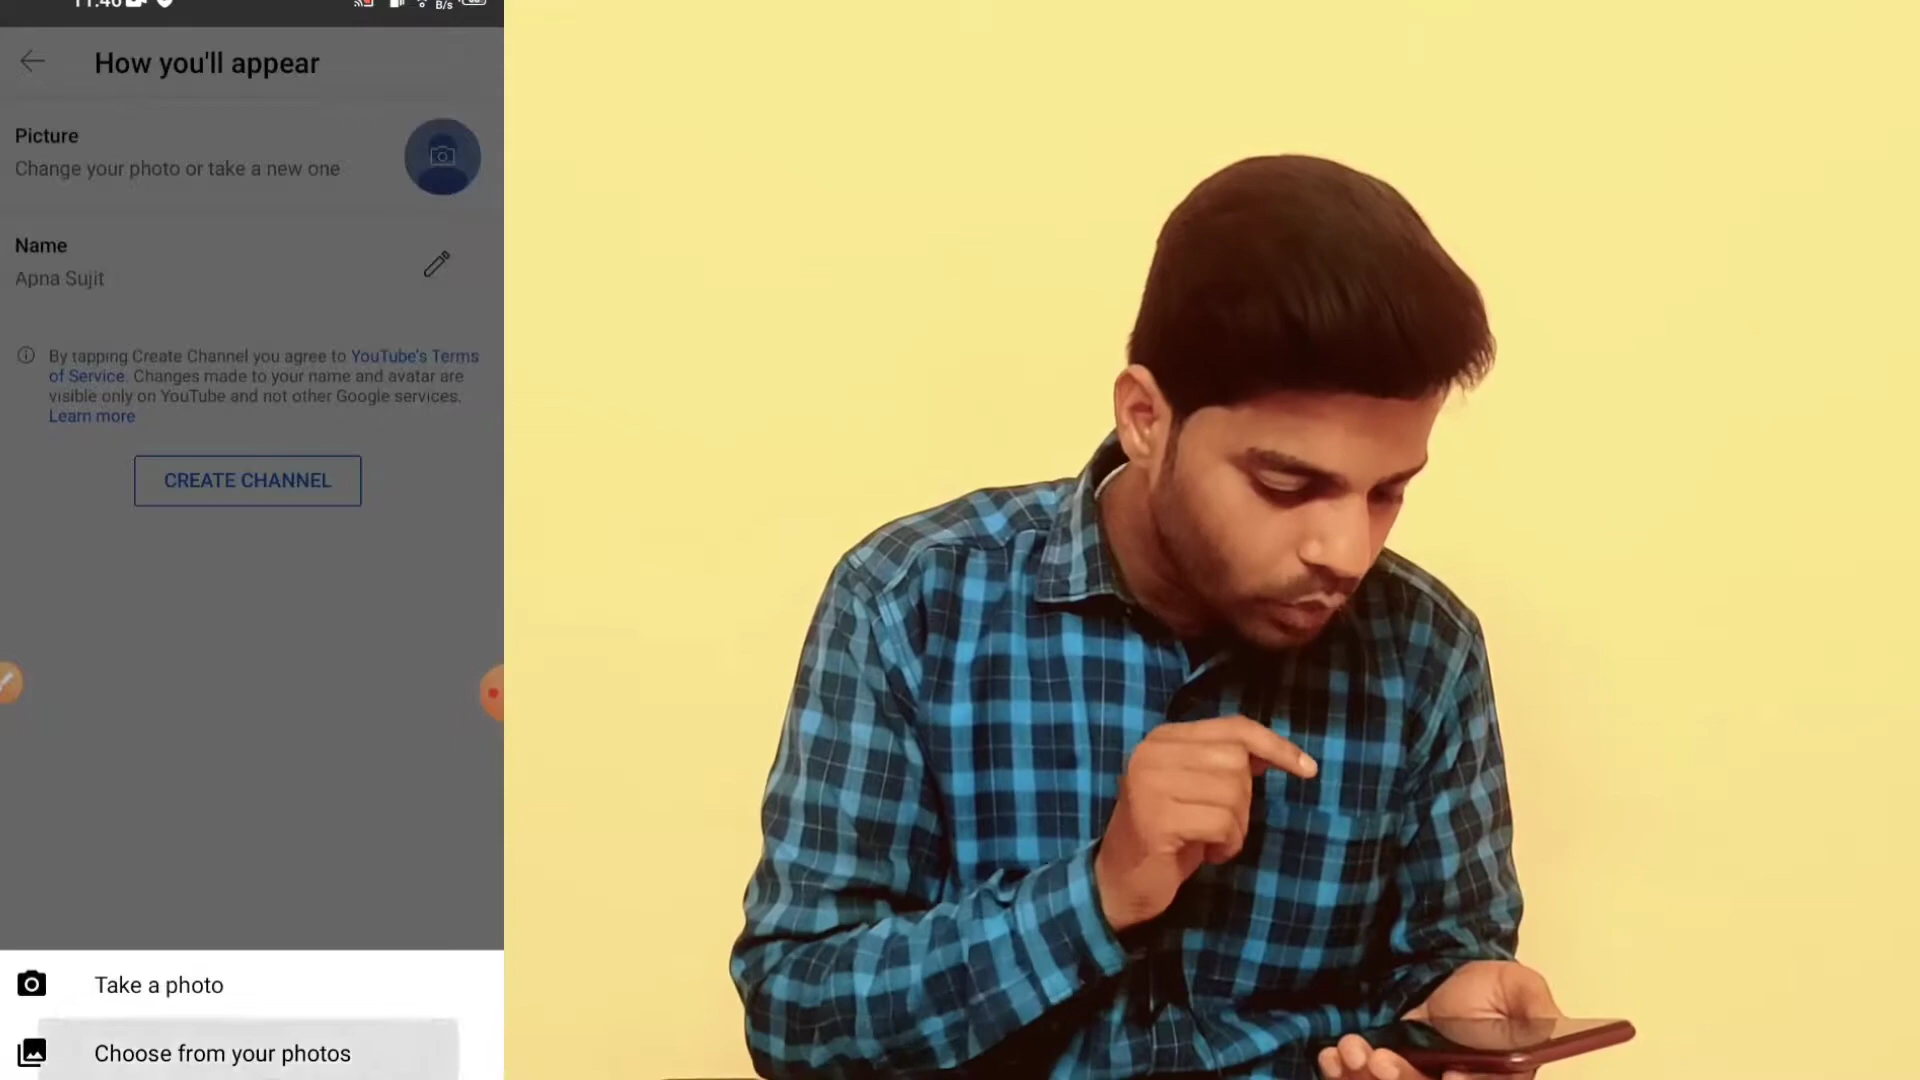 11:46
B/s
How you'll appear
Picture
Change your photo or take a new one
Name
Apna Sujit
By tapping Create Channel you agree to YouTube's Terms
of Service. Changes made to your name and avatar are
visible only on YouTube and not other Google services.
Learn more
CREATE CHANNEL
Take a photo
Choose from your photos